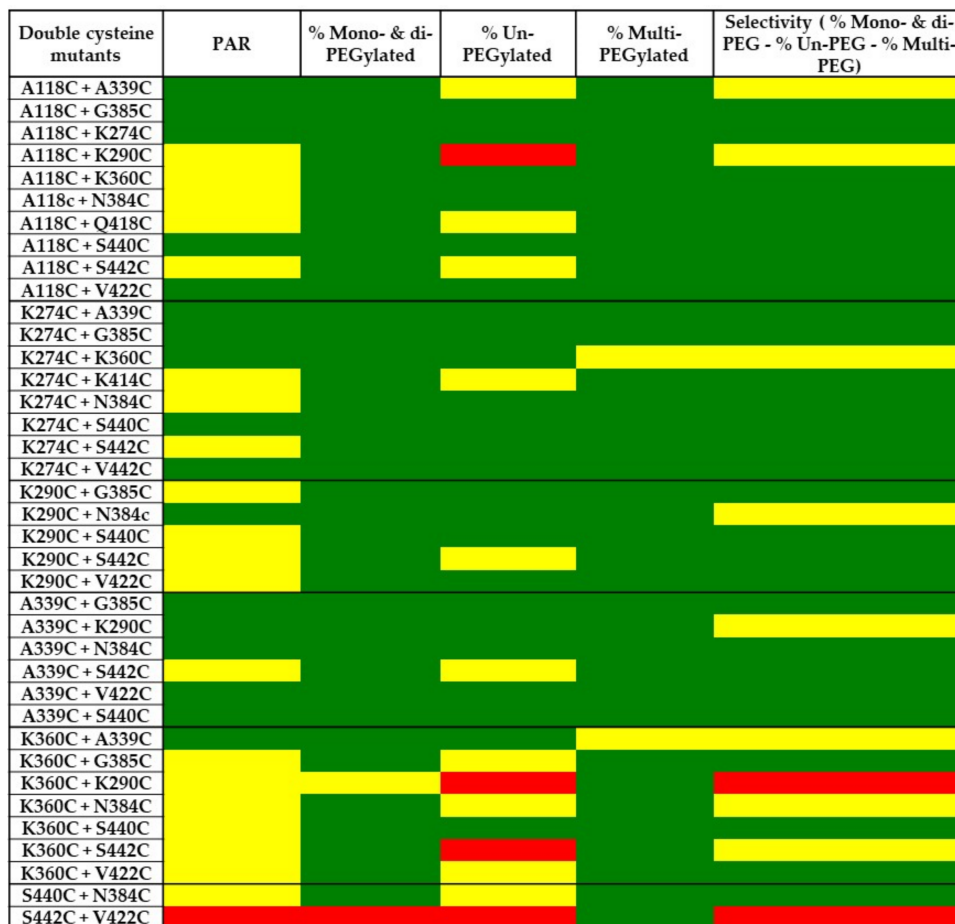 Double cysteine
mutants
PAR
% Mono- & di-
PEGylated
% Un-
PEGylated
% Multi-
PEGylated
Selectivity ( % Mono- & di-
PEG - % Un-PEG - % Multi-
PEG)
A118C + A339C
A118C + G385C
A118C + K274C
A118C + K290C
A118C + K360C
A118c + N384C
A118C + Q418C
A118C + S440C
A118C + S442C
A118C + V422C
K274C + A339C
K274C + G385C
K274C + K360C
K274C + K414C
K274C + N384C
K274C + S440C
K274C + S442C
K274C + V442C
K290C + G385C
K290C + N384c
K290C + S440C
K290C + S442C
K290C + V422C
A339C + G385C
A339C + K290C
A339C + N384C
A339C + S442C
A339C + V422C
A339C + S440C
K360C + A339C
K360C + G385C
K360C + K290C
K360C + N384C
K360C + S440C
K360C + S442C
K360C + V422C
S440C + N384C
S442C + V422C